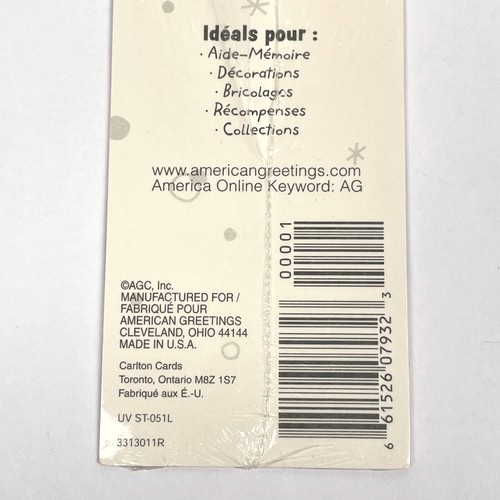 Idéals pour :
· Aide-Mémoire
· Décorations
· Bricolages
· Récompenses
· Collections
www.americangreetings.com
America Online Keyword: AG
00001
©AGC, Inc.
MANUFACTURED FOR /
FABRIQUÉ POUR
AMERICAN GREETINGS
CLEVELAND, OHIO 44144
MADE IN U.S.A.
Carlton Cards
Toronto, Ontario M8Z 1S7
Fabriqué aux É.-U.
UV ST-051L
3313011R
6 61526 07932 3